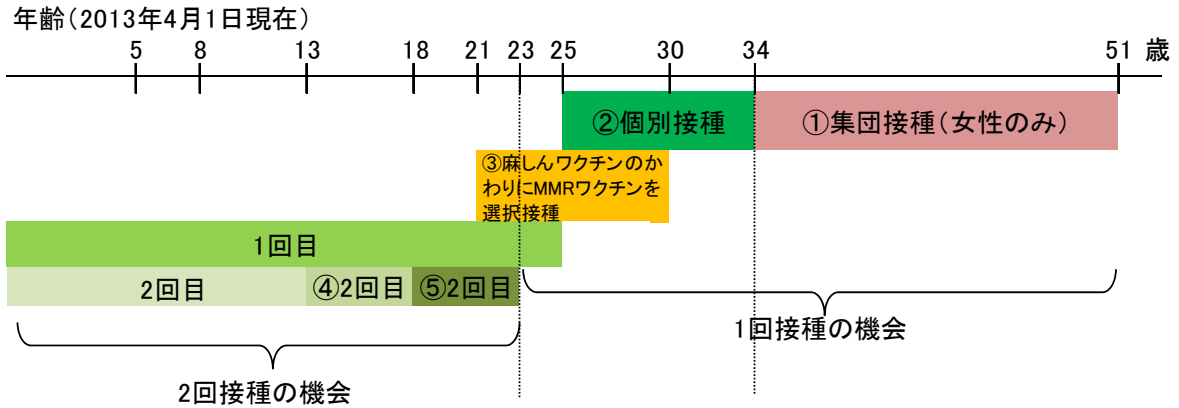 年齢(2013年4月1日現在)
5 8 13 18 21 23 25 30 34 51 歳
②個別接種 ①集団接種(女性のみ)
③麻しんワクチンのか
わりにMMRワクチンを
選択接種
1回目
2回目 ④2回目 ⑤2回目
1回接種の機会
2回接種の機会